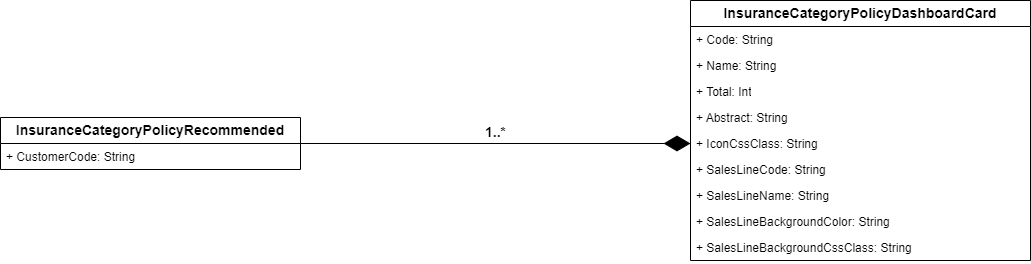 InsuranceCategoryPolicyDashboardCard
+ Code: String
+ Name: String
+ Total: Int
+ Abstract: String
+ IconCssClass: String
+ SalesLineCode: String
+ SalesLineName: String
+ SalesLineBackgroundColor: String
+ SalesLineBackgroundCssClass: String
InsuranceCategoryPolicyRecommended
+ CustomerCode: String
1..*